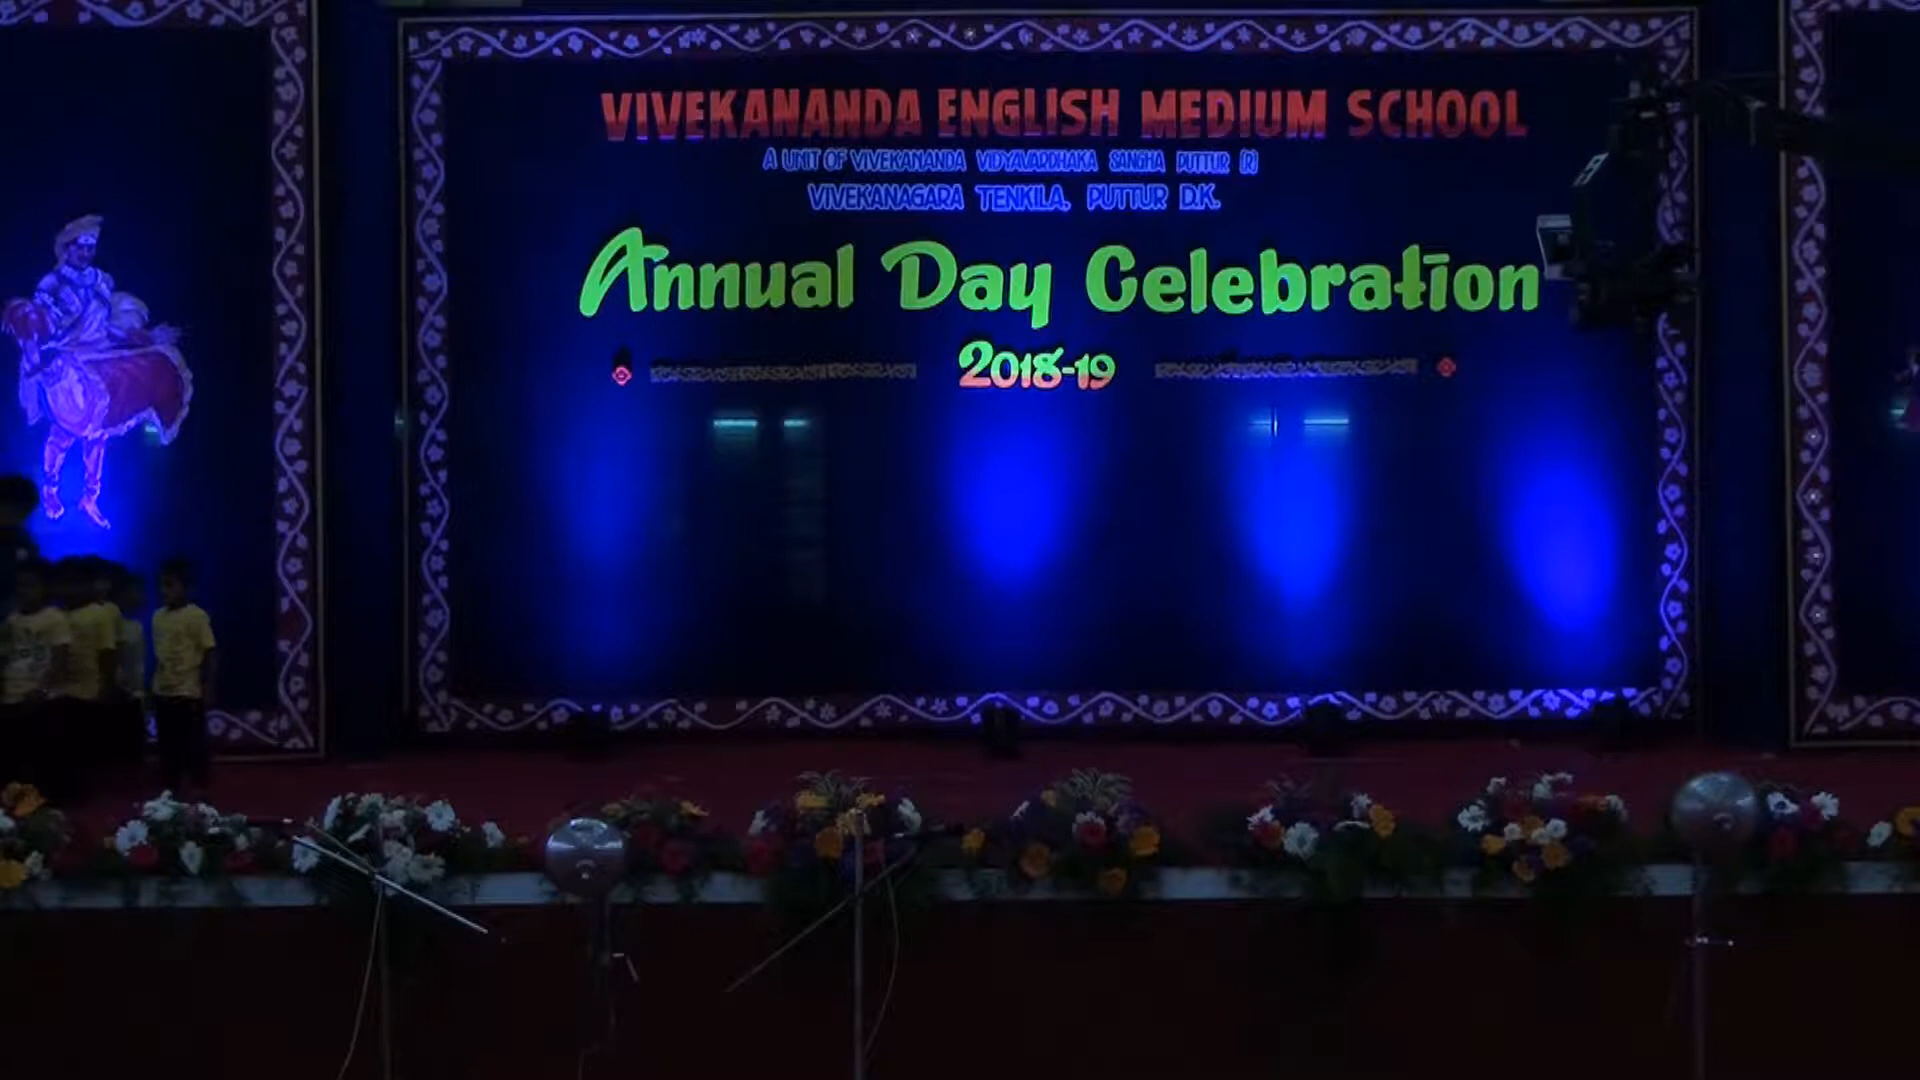 VIVEKANANDA ENGLISH MEDIUM SCHOOL
A UNIT OF VIVEKANANDA VIDYAVARDHAKA SANGHA PUTTUR (R)
VIVEKANAGARA TENKILA, PUTTUR D.K.
Annual Day Celebration
2018-19